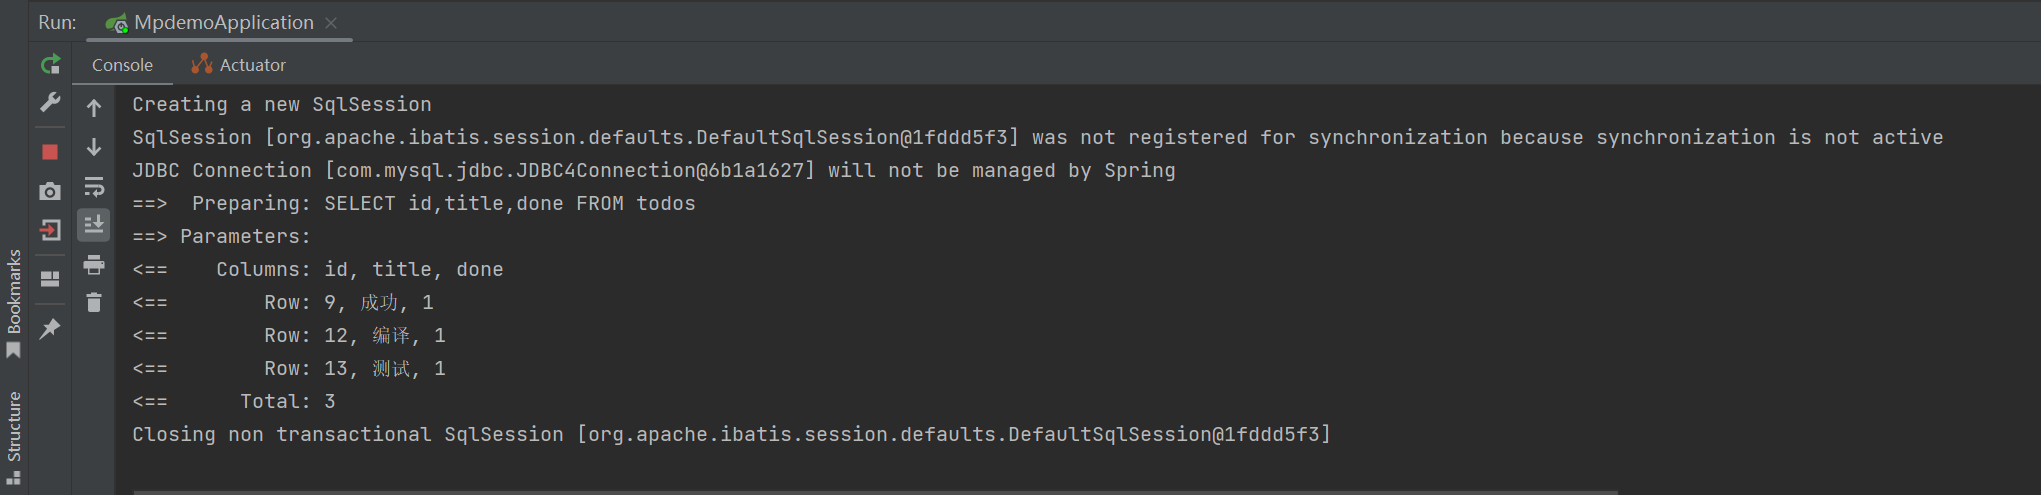 Run: MpdemoApplication
Console Actuator
Creating a new SqlSession
SqlSession [org.apache.ibatis.session.defaults.DefaultSqlSession@1fddd5f3] was not registered for synchronization because synchronization is not active
JDBC Connection [com.mysql.jdbc.JDBC4Connection@6b1a1627] will not be managed by Spring
==>  Preparing: SELECT id,title,done FROM todos
==> Parameters:
<==    Columns: id, title, done
<==        Row: 9, 成功, 1
<==        Row: 12, 编译, 1
<==        Row: 13, 测试, 1
<==      Total: 3
Closing non transactional SqlSession [org.apache.ibatis.session.defaults.DefaultSqlSession@1fddd5f3]
Bookmarks
Structure